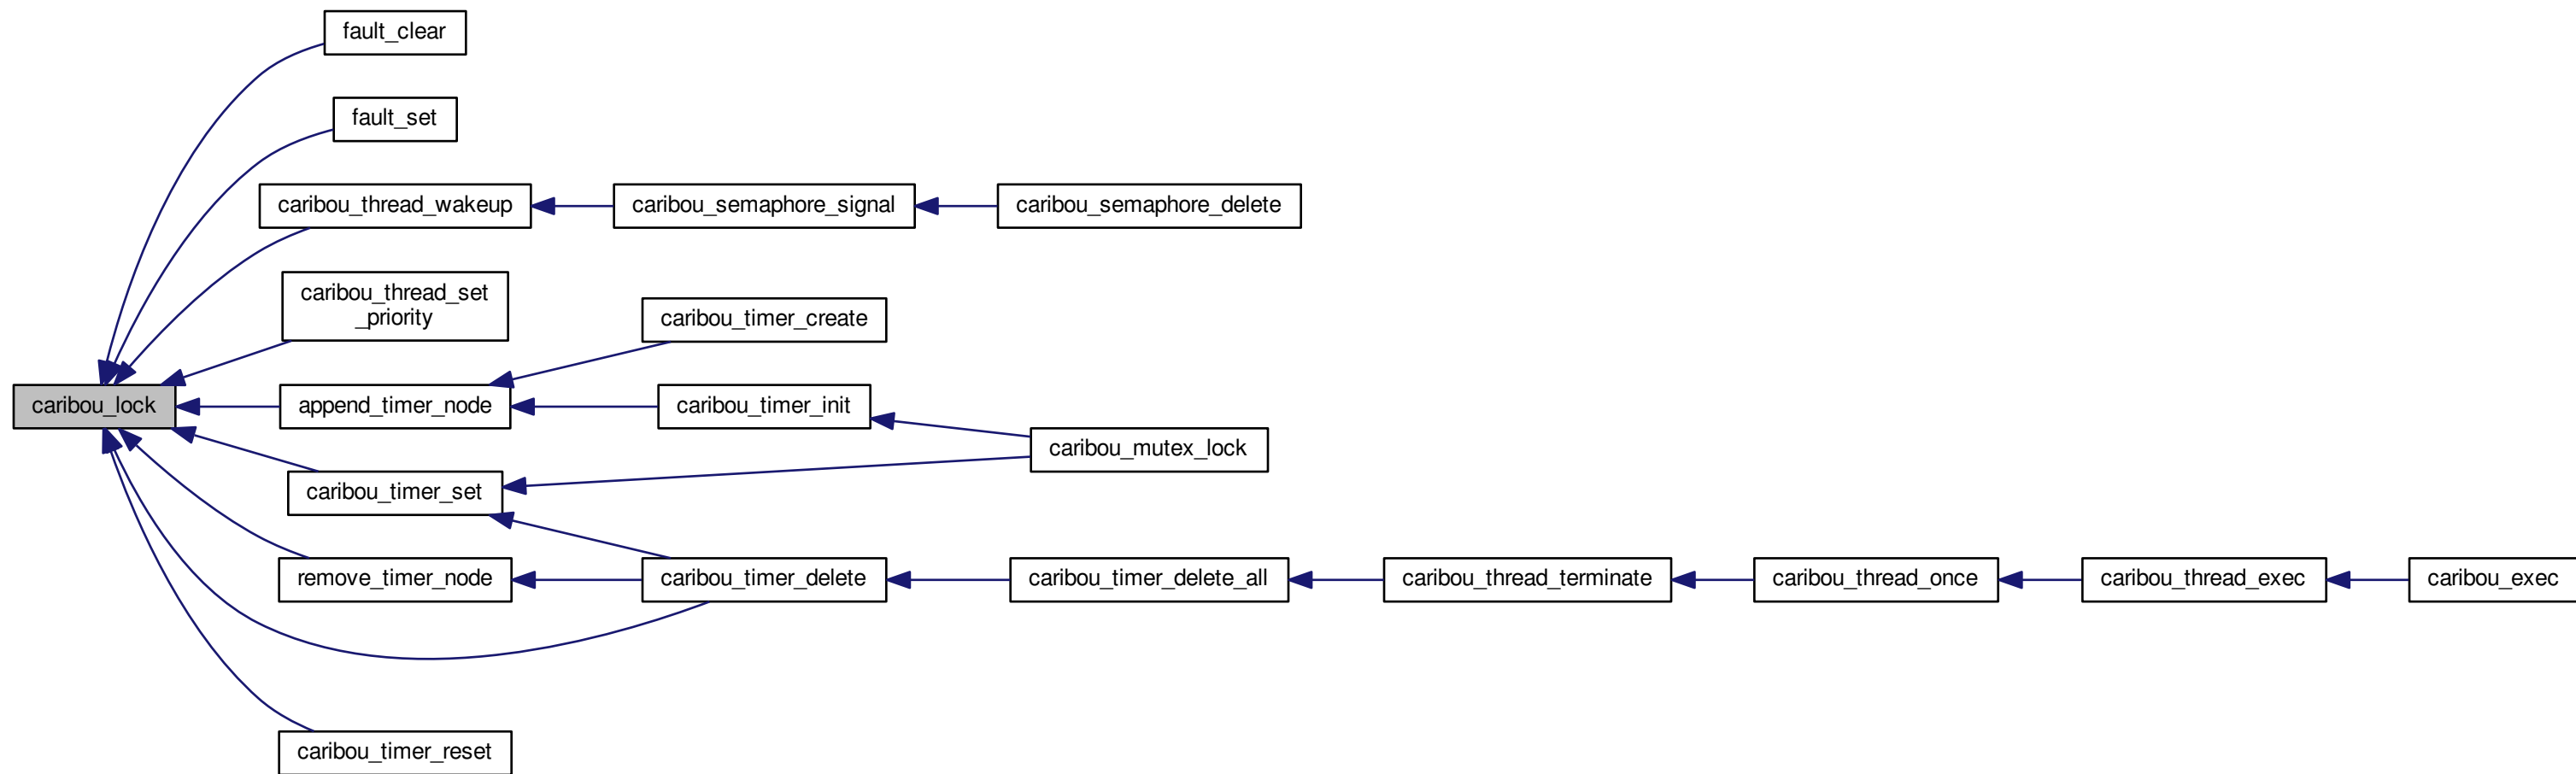 fault_clear
fault_set
caribou_thread_wakeup
caribou_semaphore_signal
caribou_semaphore_delete
caribou_thread_set
_priority
caribou_timer_create
caribou_lock
append_timer_node
caribou_timer_init
caribou_mutex_lock
caribou_timer_set
remove_timer_node
caribou_timer_delete
caribou_timer_delete_all
caribou_thread_terminate
caribou_thread_once
caribou_thread_exec
caribou_exec
caribou_timer_reset